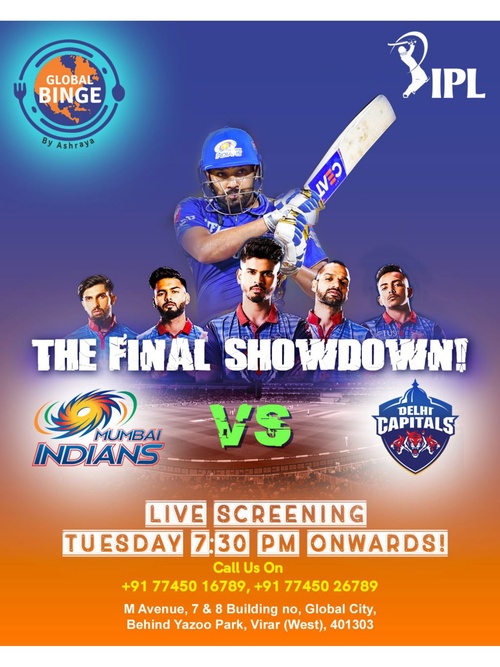 GLOBAL
BINGE
By Ashraya
IPL
CEAT
THE FINAL SHOWDOWN!
MUMBAI
INDIANS
VS
DELHI
CAPITALS
LIVE SCREENING
TUESDAY 7:30 PM ONWARDS!
Call Us On
+91 77450 16789, +91 77450 26789
M Avenue, 7 & 8 Building no, Global City,
Behind Yazoo Park, Virar (West), 401303